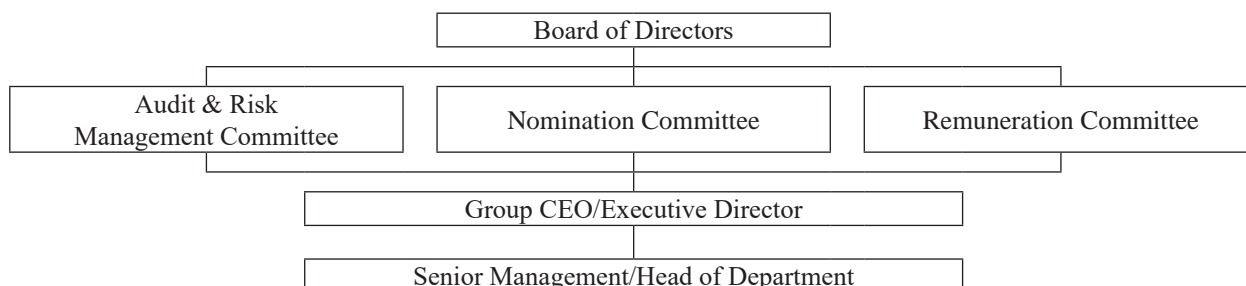 Board of Directors
Audit & Risk
Management Committee
Nomination Committee
Remuneration Committee
Group CEO/Executive Director
Senior Management/Head of Department